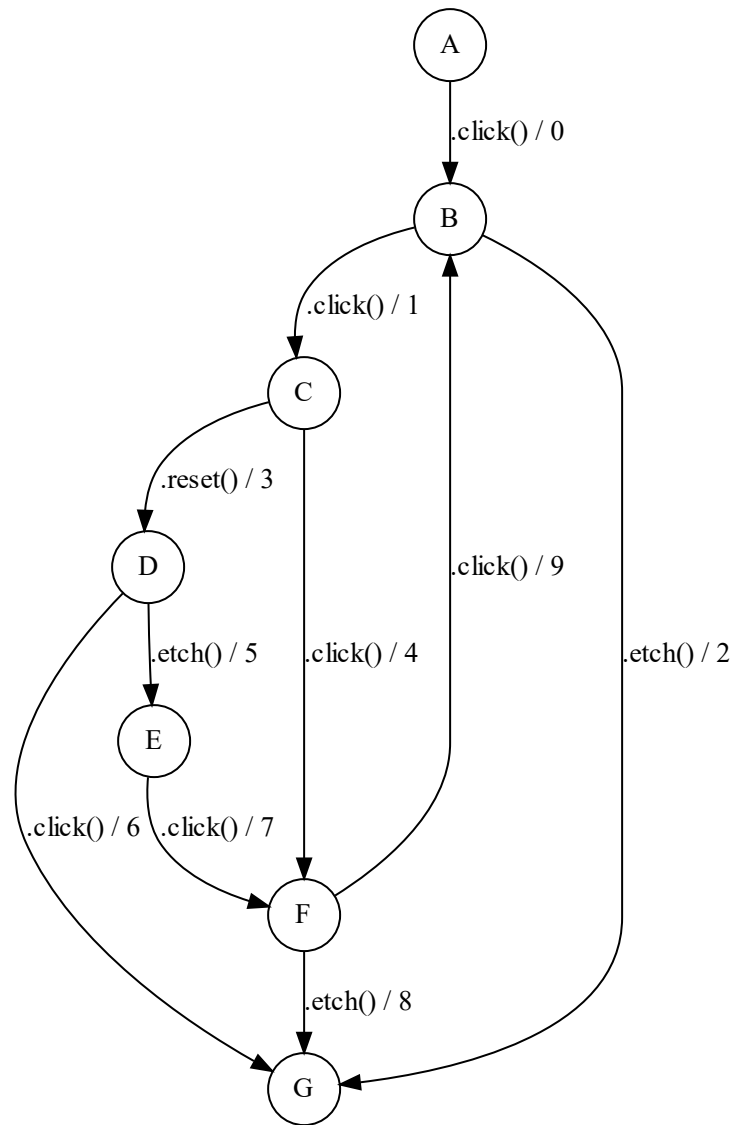 A
.click() / 0
B
.click() / 1
C
.reset() / 3
D
.click() / 9
.etch() / 5
.click() / 4
.etch() / 2
E
.click() / 6
.click() / 7
F
.etch() / 8
G